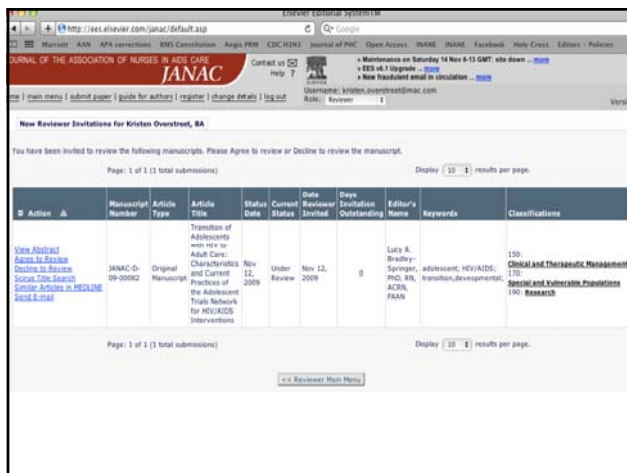 Elsevier Editorial System™
http://ees.elsevier.com/janac/default.asp
Google
Marriott AAN APA corrections BMS Constitution Aegis PRM CDC H1N1 Journal of PHC Open Access INANE INANE Facebook Holy Cross Editors - Policies
OURNAL OF THE ASSOCIATION OF NURSES IN AIDS CARE
JANAC
Contact us
Help ?
Maintenance on Saturday 14 Nov 8-13 GMT: site down ... more
EES v6.1 Upgrade ... more
New fraudulent email in circulation ... more
me | main menu | submit paper | guide for authors | register | change details | log out
Username: kristen.overstreet@mac.com
Role: Reviewer
Versi
New Reviewer Invitations for Kristen Overstreet, BA
You have been invited to review the following manuscripts. Please Agree to review or Decline to review the manuscript.
Page: 1 of 1 (1 total submissions) Display 10 results per page.
Action Manuscript Number Article Type Article Title Status Date Current Status Date Reviewer Invited Days Invitation Outstanding Editor's Name Keywords Classifications
View Abstract
Agree to Review
Decline to Review
Scirus Title Search
Similar Articles in MEDLINE
Send E-mail
JANAC-D-09-00062
Original Manuscript
Transition of
Adolescents
with HIV to
Adult Care:
Characteristics
and Current
Practices of
the Adolescent
Trials Network
for HIV/AIDS
Interventions
Nov
12,
2009
Under
Review
Nov 12,
2009
0
Lucy A.
Bradley-
Springer,
PhD, RN,
ACRN,
FAAN
adolescent; HIV/AIDS;
transition,deveopmental;
150:
Clinical and Therapeutic Management
170:
Special and Vulnerable Populations
190: Research
Page: 1 of 1 (1 total submissions) Display 10 results per page.
<< Reviewer Main Menu